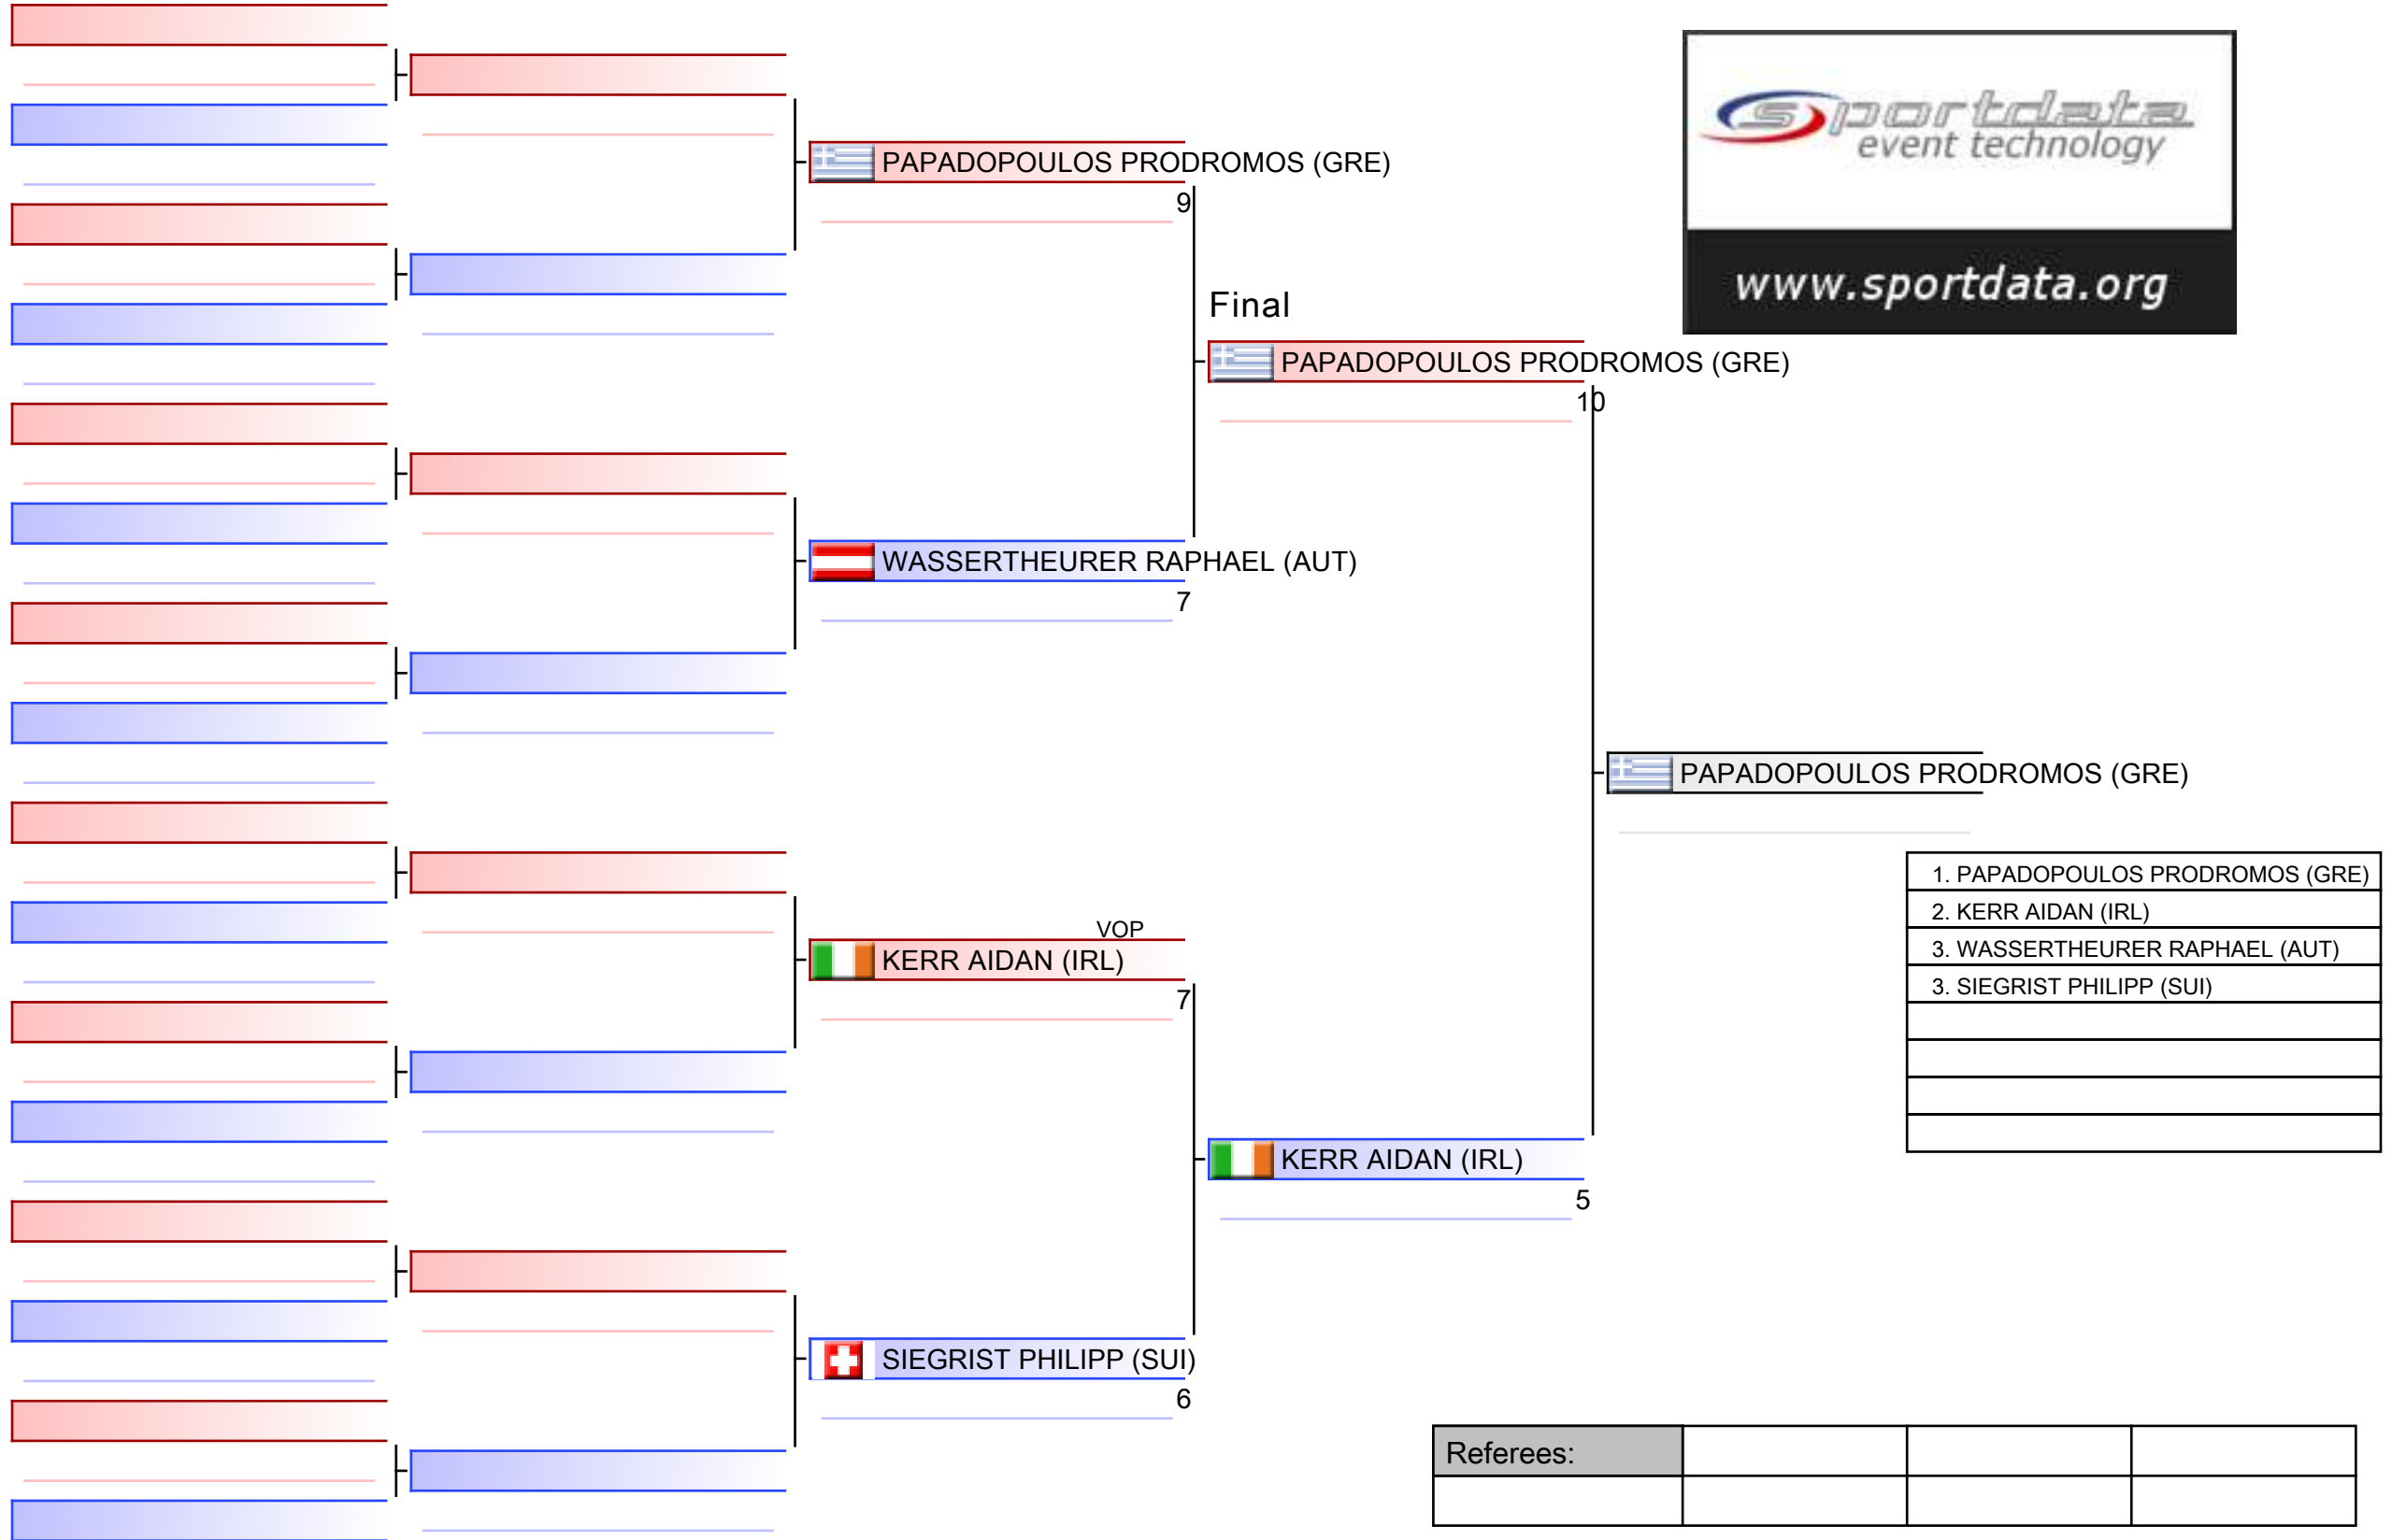 sportdata
event technology
www.sportdata.org
PAPADOPOULOS PRODROMOS (GRE)
9
Final
PAPADOPOULOS PRODROMOS (GRE)
10
WASSERTHEURER RAPHAEL (AUT)
7
PAPADOPOULOS PRODROMOS (GRE)
1. PAPADOPOULOS PRODROMOS (GRE)
2. KERR AIDAN (IRL)
3. WASSERTHEURER RAPHAEL (AUT)
3. SIEGRIST PHILIPP (SUI)
VOP
KERR AIDAN (IRL)
7
KERR AIDAN (IRL)
5
SIEGRIST PHILIPP (SUI)
6
Referees: